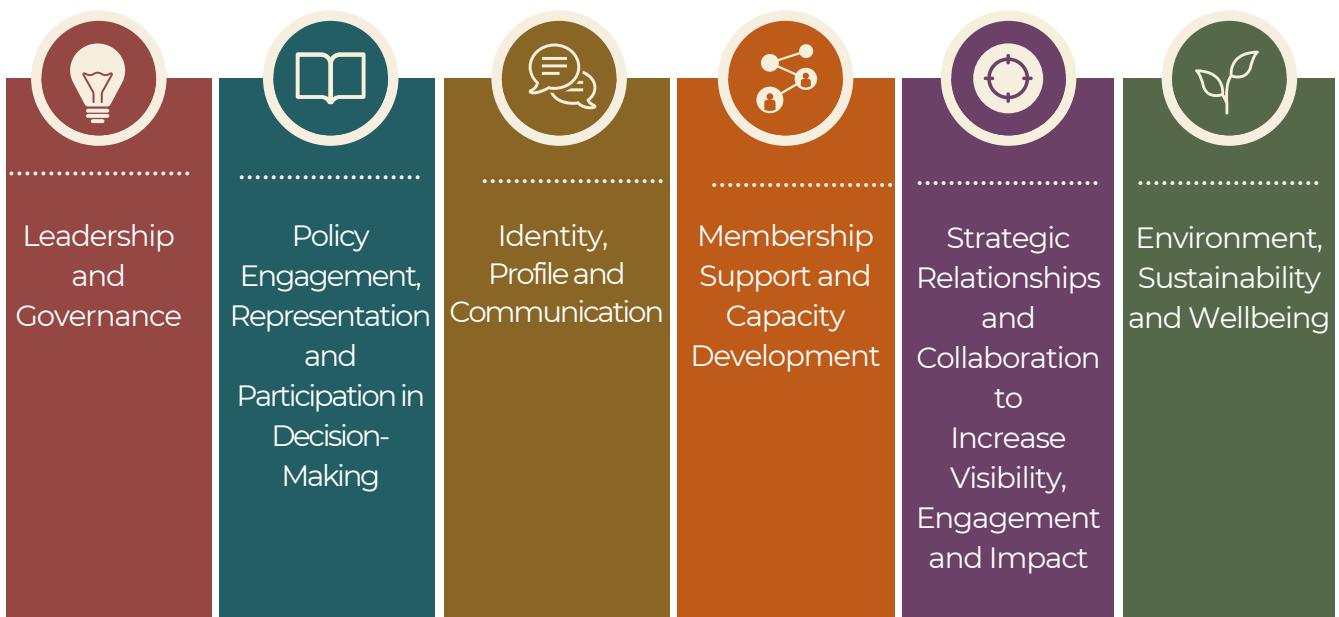 Leadership
and
Governance
Policy
Engagement,
Representation
and
Participation in
Decision-
Making
Identity,
Profile and
Communication
Membership
Support and
Capacity
Development
Strategic
Relationships
and
Collaboration
to
Increase
Visibility,
Engagement
and Impact
Environment,
Sustainability
and Wellbeing